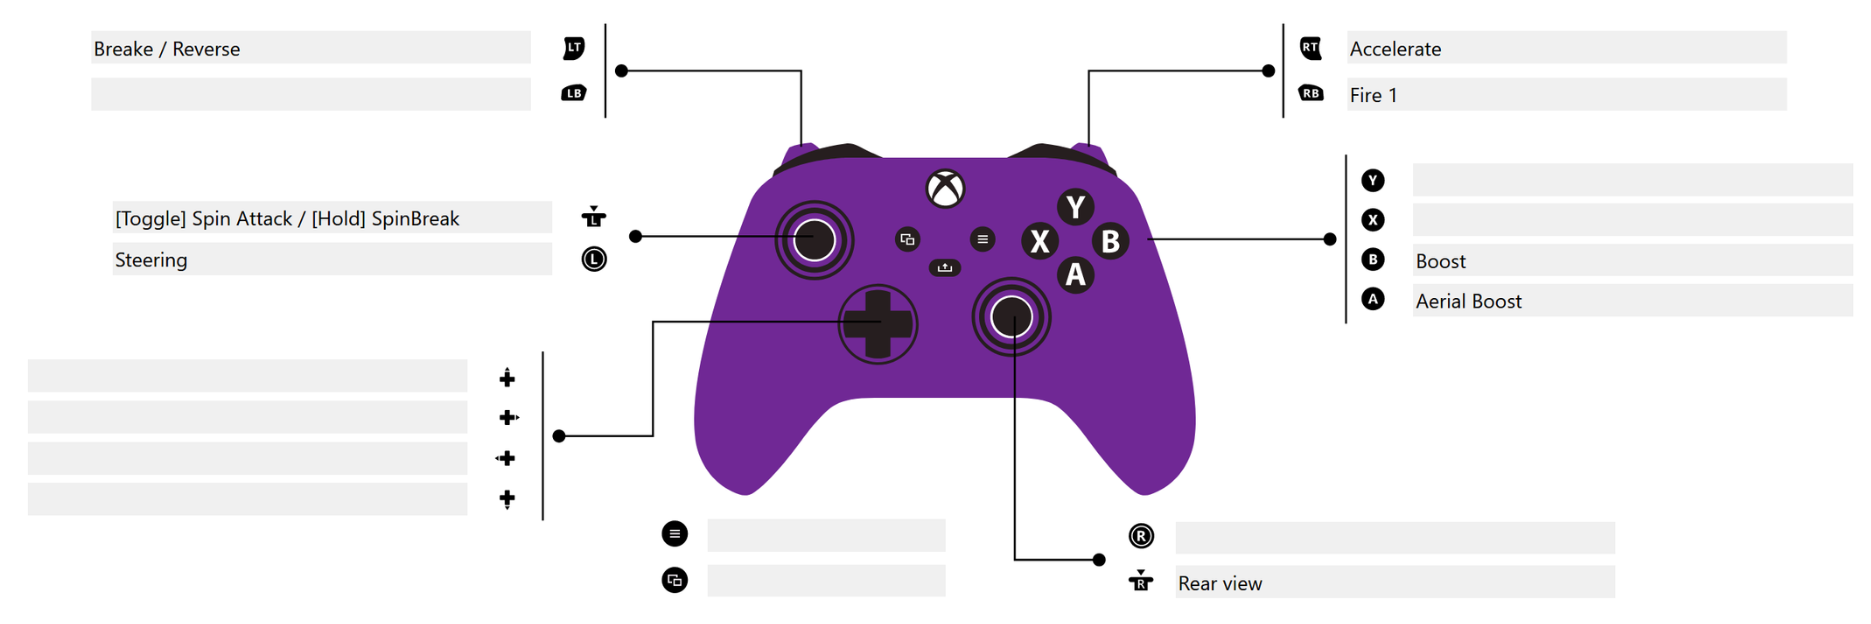 Breake / Reverse
LT
LB
RT
Accelerate
RB
Fire 1
[Toggle] Spin Attack / [Hold] SpinBreak
L
Steering
L
Y
X
B
A
Y
X
B
Boost
A
Aerial Boost
R
R
Rear view